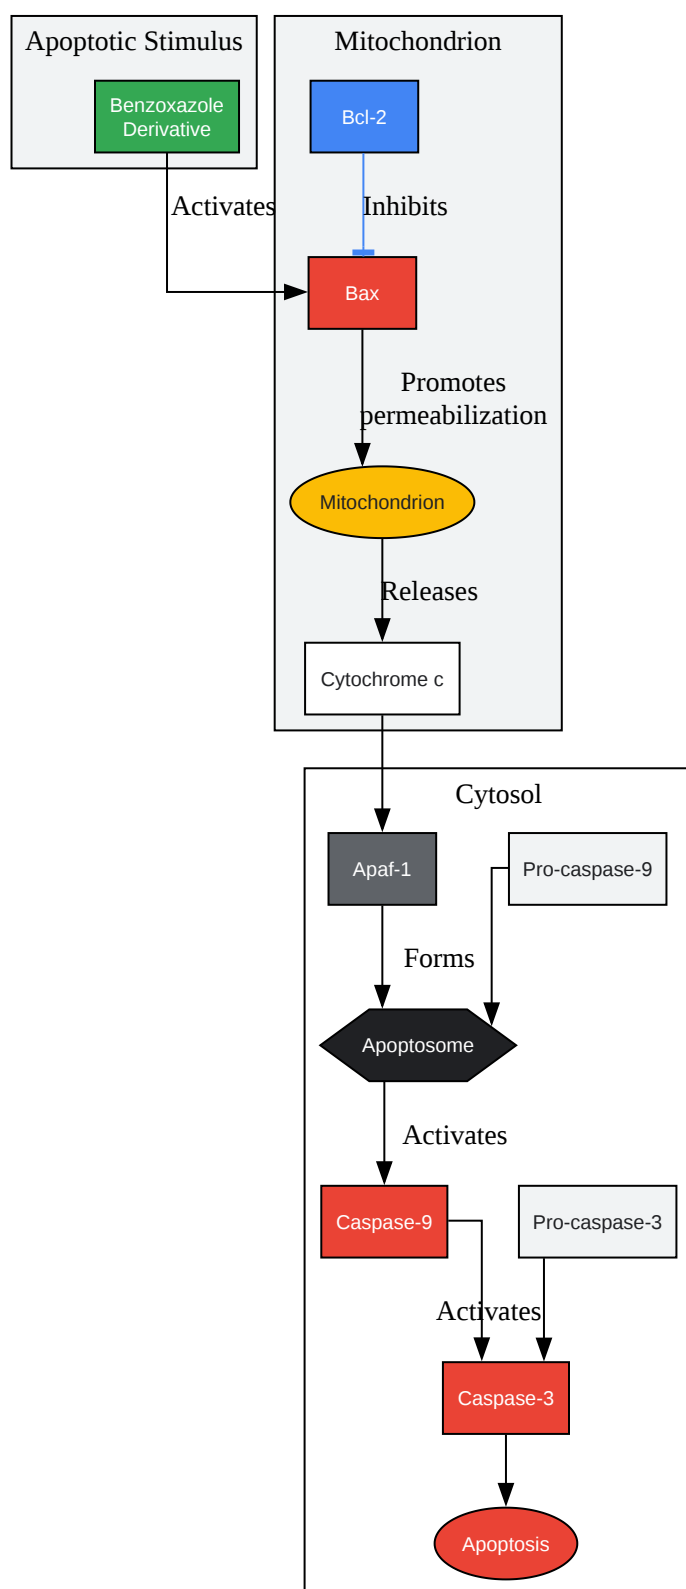 Apoptotic Stimulus
Mitochondrion
Benzoxazole
Derivative
Bcl-2
Activates
Inhibits
Bax
Promotes
permeabilization
Mitochondrion
Releases
Cytochrome c
Cytosol
Apaf-1
Pro-caspase-9
Forms
Apoptosome
Activates
Caspase-9
Pro-caspase-3
Activates
Caspase-3
Apoptosis